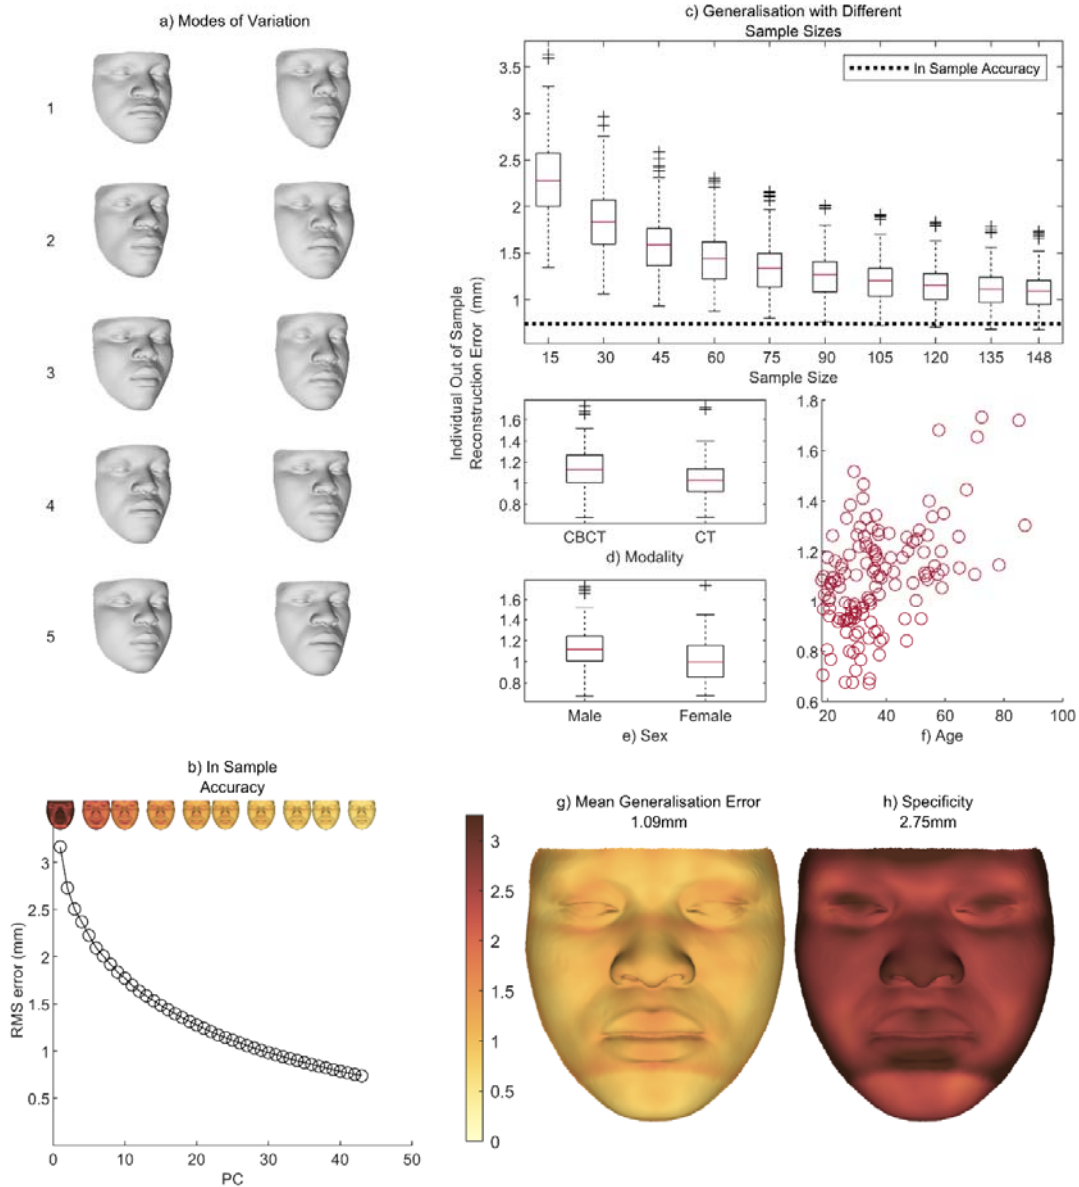 a) Modes of Variation
1
2
3
4
5
c) Generalisation with Different
Sample Sizes
In Sample Accuracy
3.5
3
2.5
2
1.5
1
15 30 45 60 75 90 105 120 135 148
Sample Size
Individual Out of Sample
Reconstruction Error (mm)
1.6
1.4
1.2
1
0.8
CBCT CT
d) Modality
1.6
1.4
1.2
1
0.8
Male Female
e) Sex
1.8
1.6
1.4
1.2
1
0.8
0.6
20 40 60 80 100
f) Age
b) In Sample
Accuracy
3
2.5
2
1.5
1
0.5
RMS error (mm)
0 10 20 30 40 50
PC
3
2.5
2
1.5
1
0.5
0
g) Mean Generalisation Error
1.09mm
h) Specificity
2.75mm